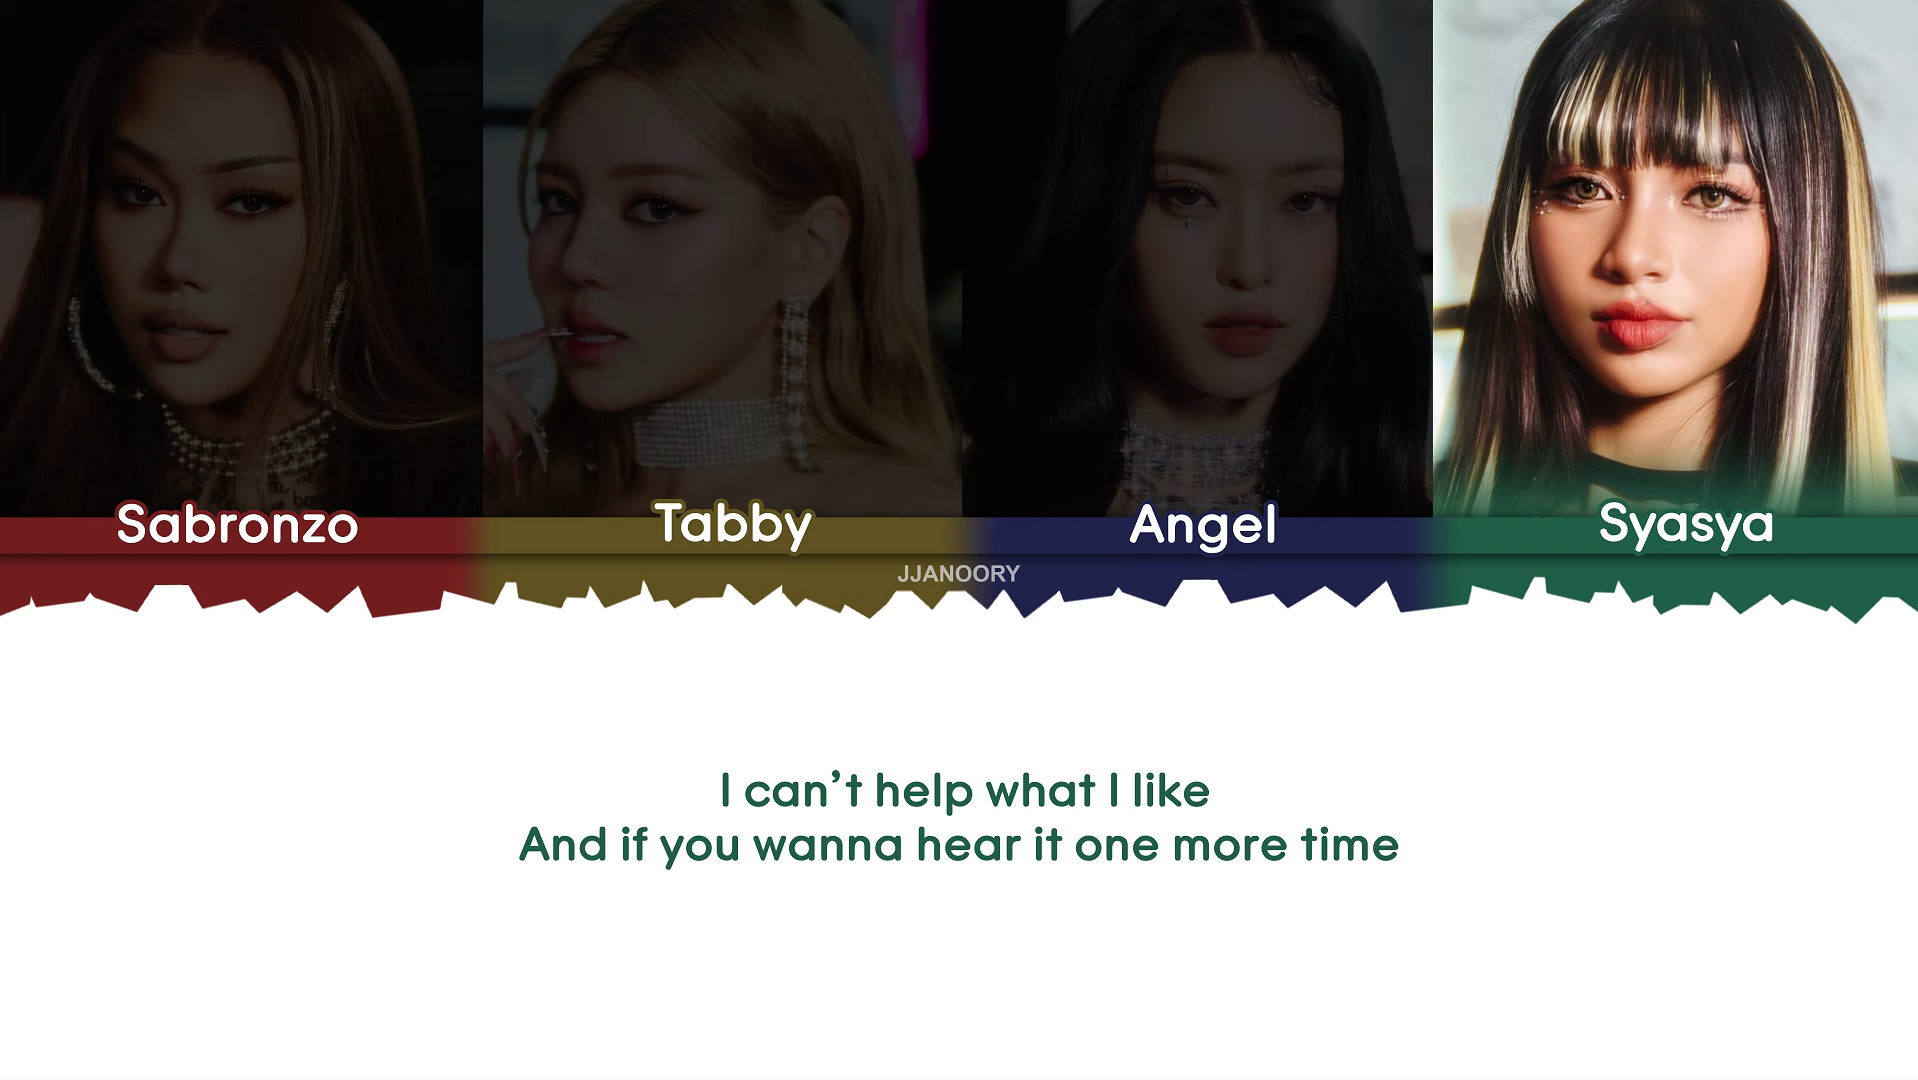 Sabronzo Tabby Angel Syasya
JJANOORY
I can't help what I like
And if you wanna hear it one more time